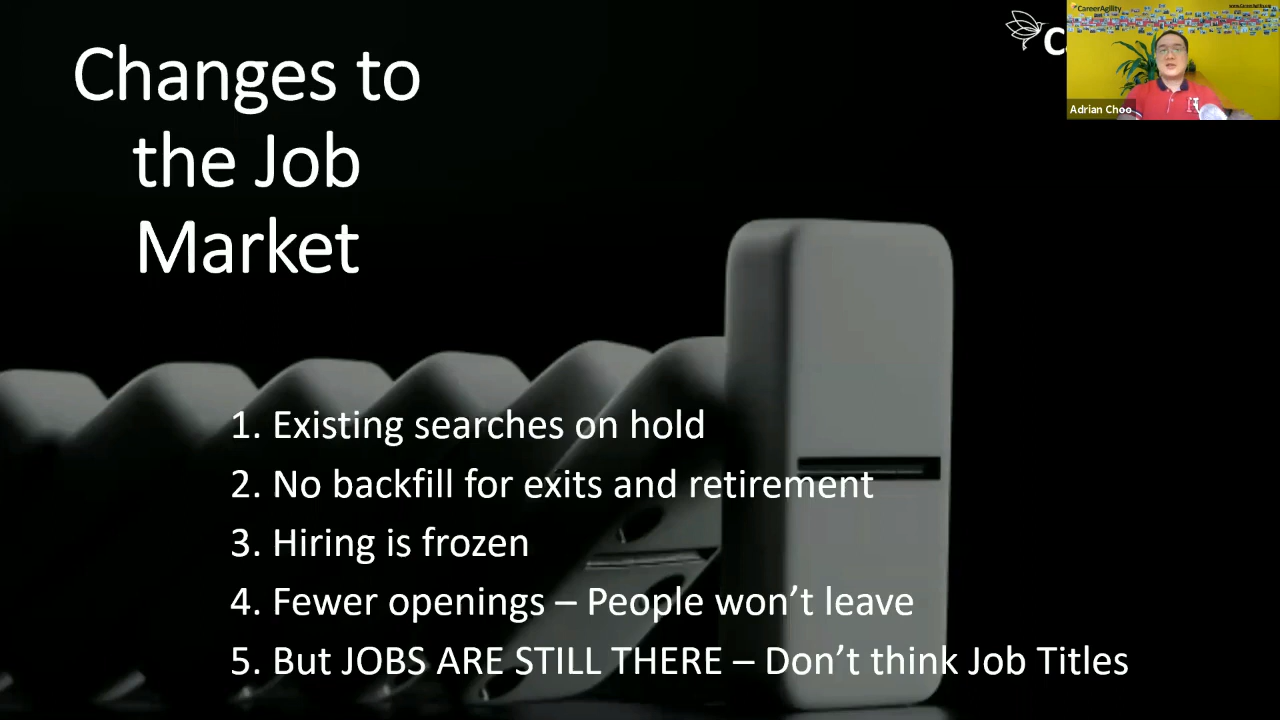 Changes to
the Job
Market
CareerAgility
Adrian Choo
1. Existing searches on hold
2. No backfill for exits and retirement
3. Hiring is frozen
4. Fewer openings – People won’t leave
5. But JOBS ARE STILL THERE – Don’t think Job Titles